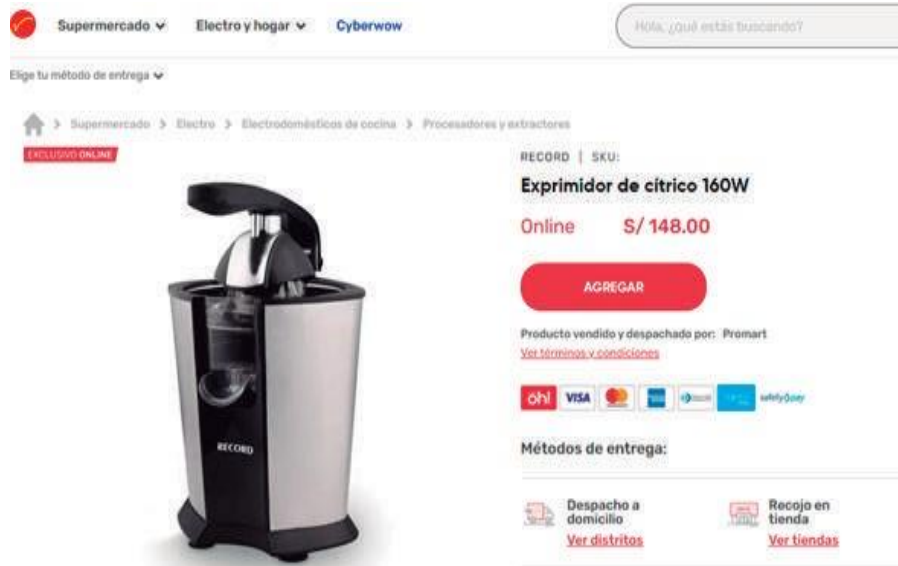 Supermercado
Electro y hogar
Cyberwow
Hola, ¿qué estás buscando?
Elige tu método de entrega
Supermercado > Electro > Electrodomésticos de cocina > Procesadores y extractores
EXCLUSIVO ONLINE
RECORD | SKU:
Exprimidor de cítrico 160W
Online S/ 148.00
AGREGAR
Producto vendido y despachado por: Promart
Ver términos y condiciones
oh! VISA
safetypay
Métodos de entrega:
Despacho a
domicilio
Ver distritos
Recojo en
tienda
Ver tiendas
RECORD